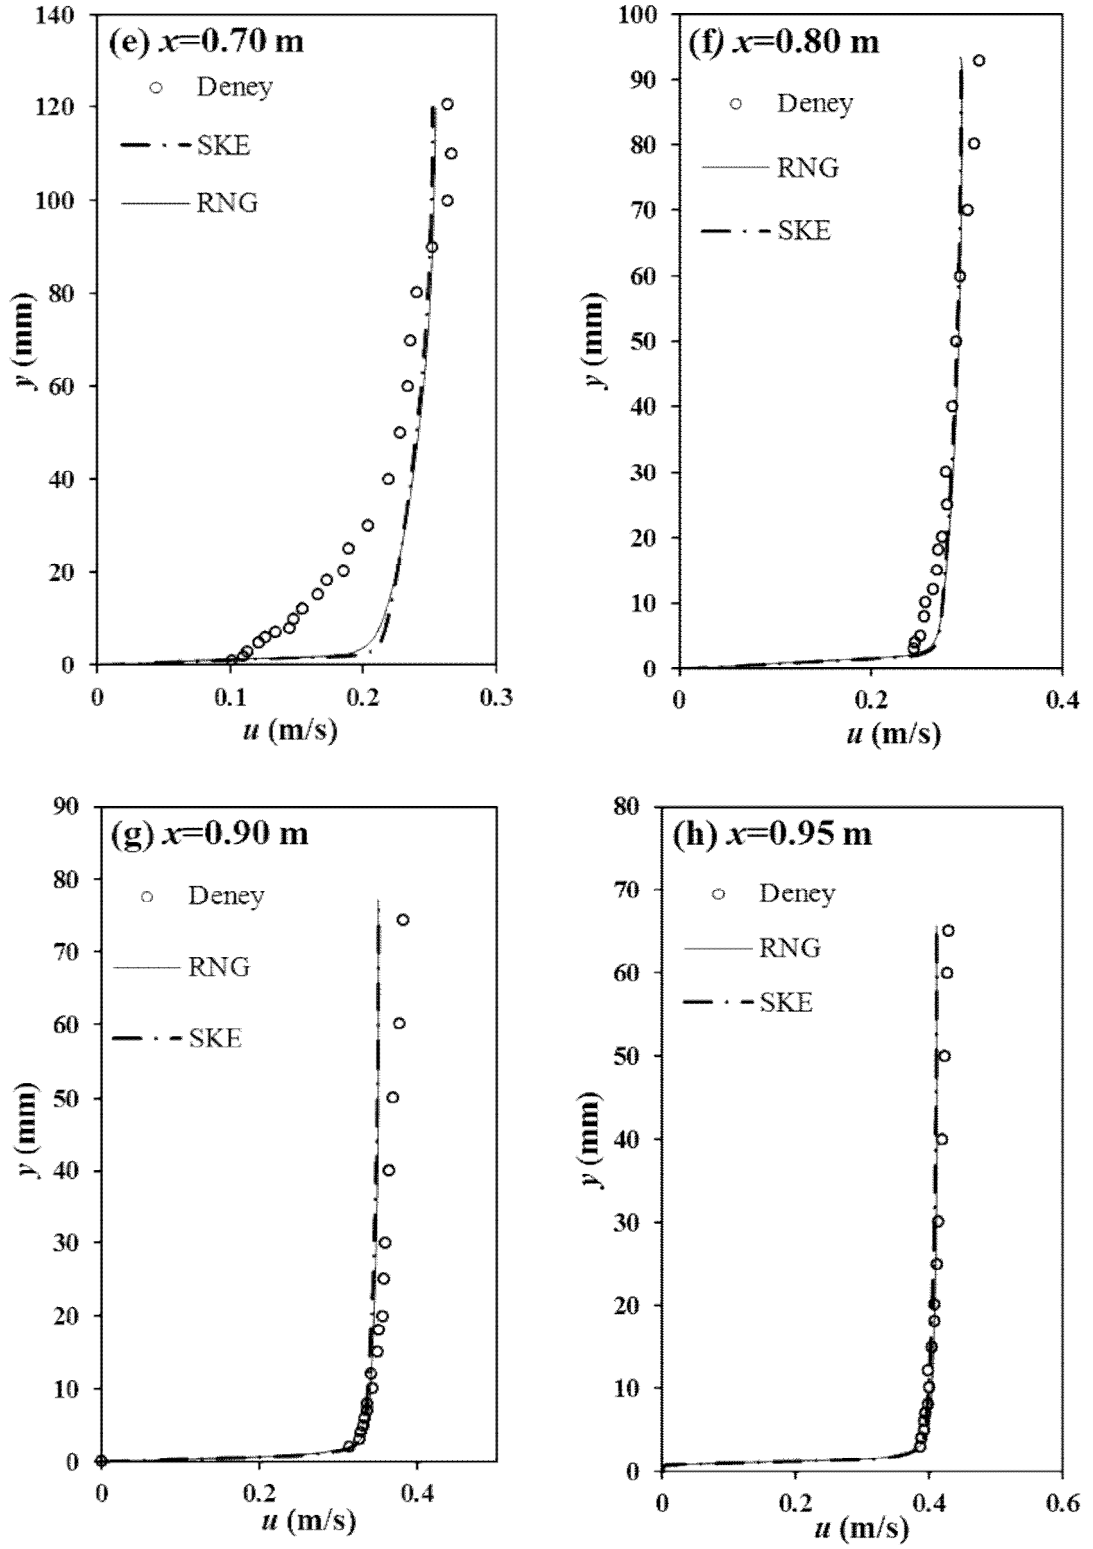 (e) x=0.70 m
Deney
SKE
RNG
140
120
100
80
60
40
20
0
y (mm)
0 0.1 0.2 0.3
u (m/s)
(f) x=0.80 m
Deney
RNG
SKE
100
90
80
70
60
50
40
30
20
10
0
y (mm)
0 0.2 0.4
u (m/s)
(g) x=0.90 m
Deney
RNG
SKE
90
80
70
60
50
40
30
20
10
0
y (mm)
0 0.2 0.4
u (m/s)
(h) x=0.95 m
Deney
RNG
SKE
80
70
60
50
40
30
20
10
0
y (mm)
0 0.2 0.4 0.6
u (m/s)